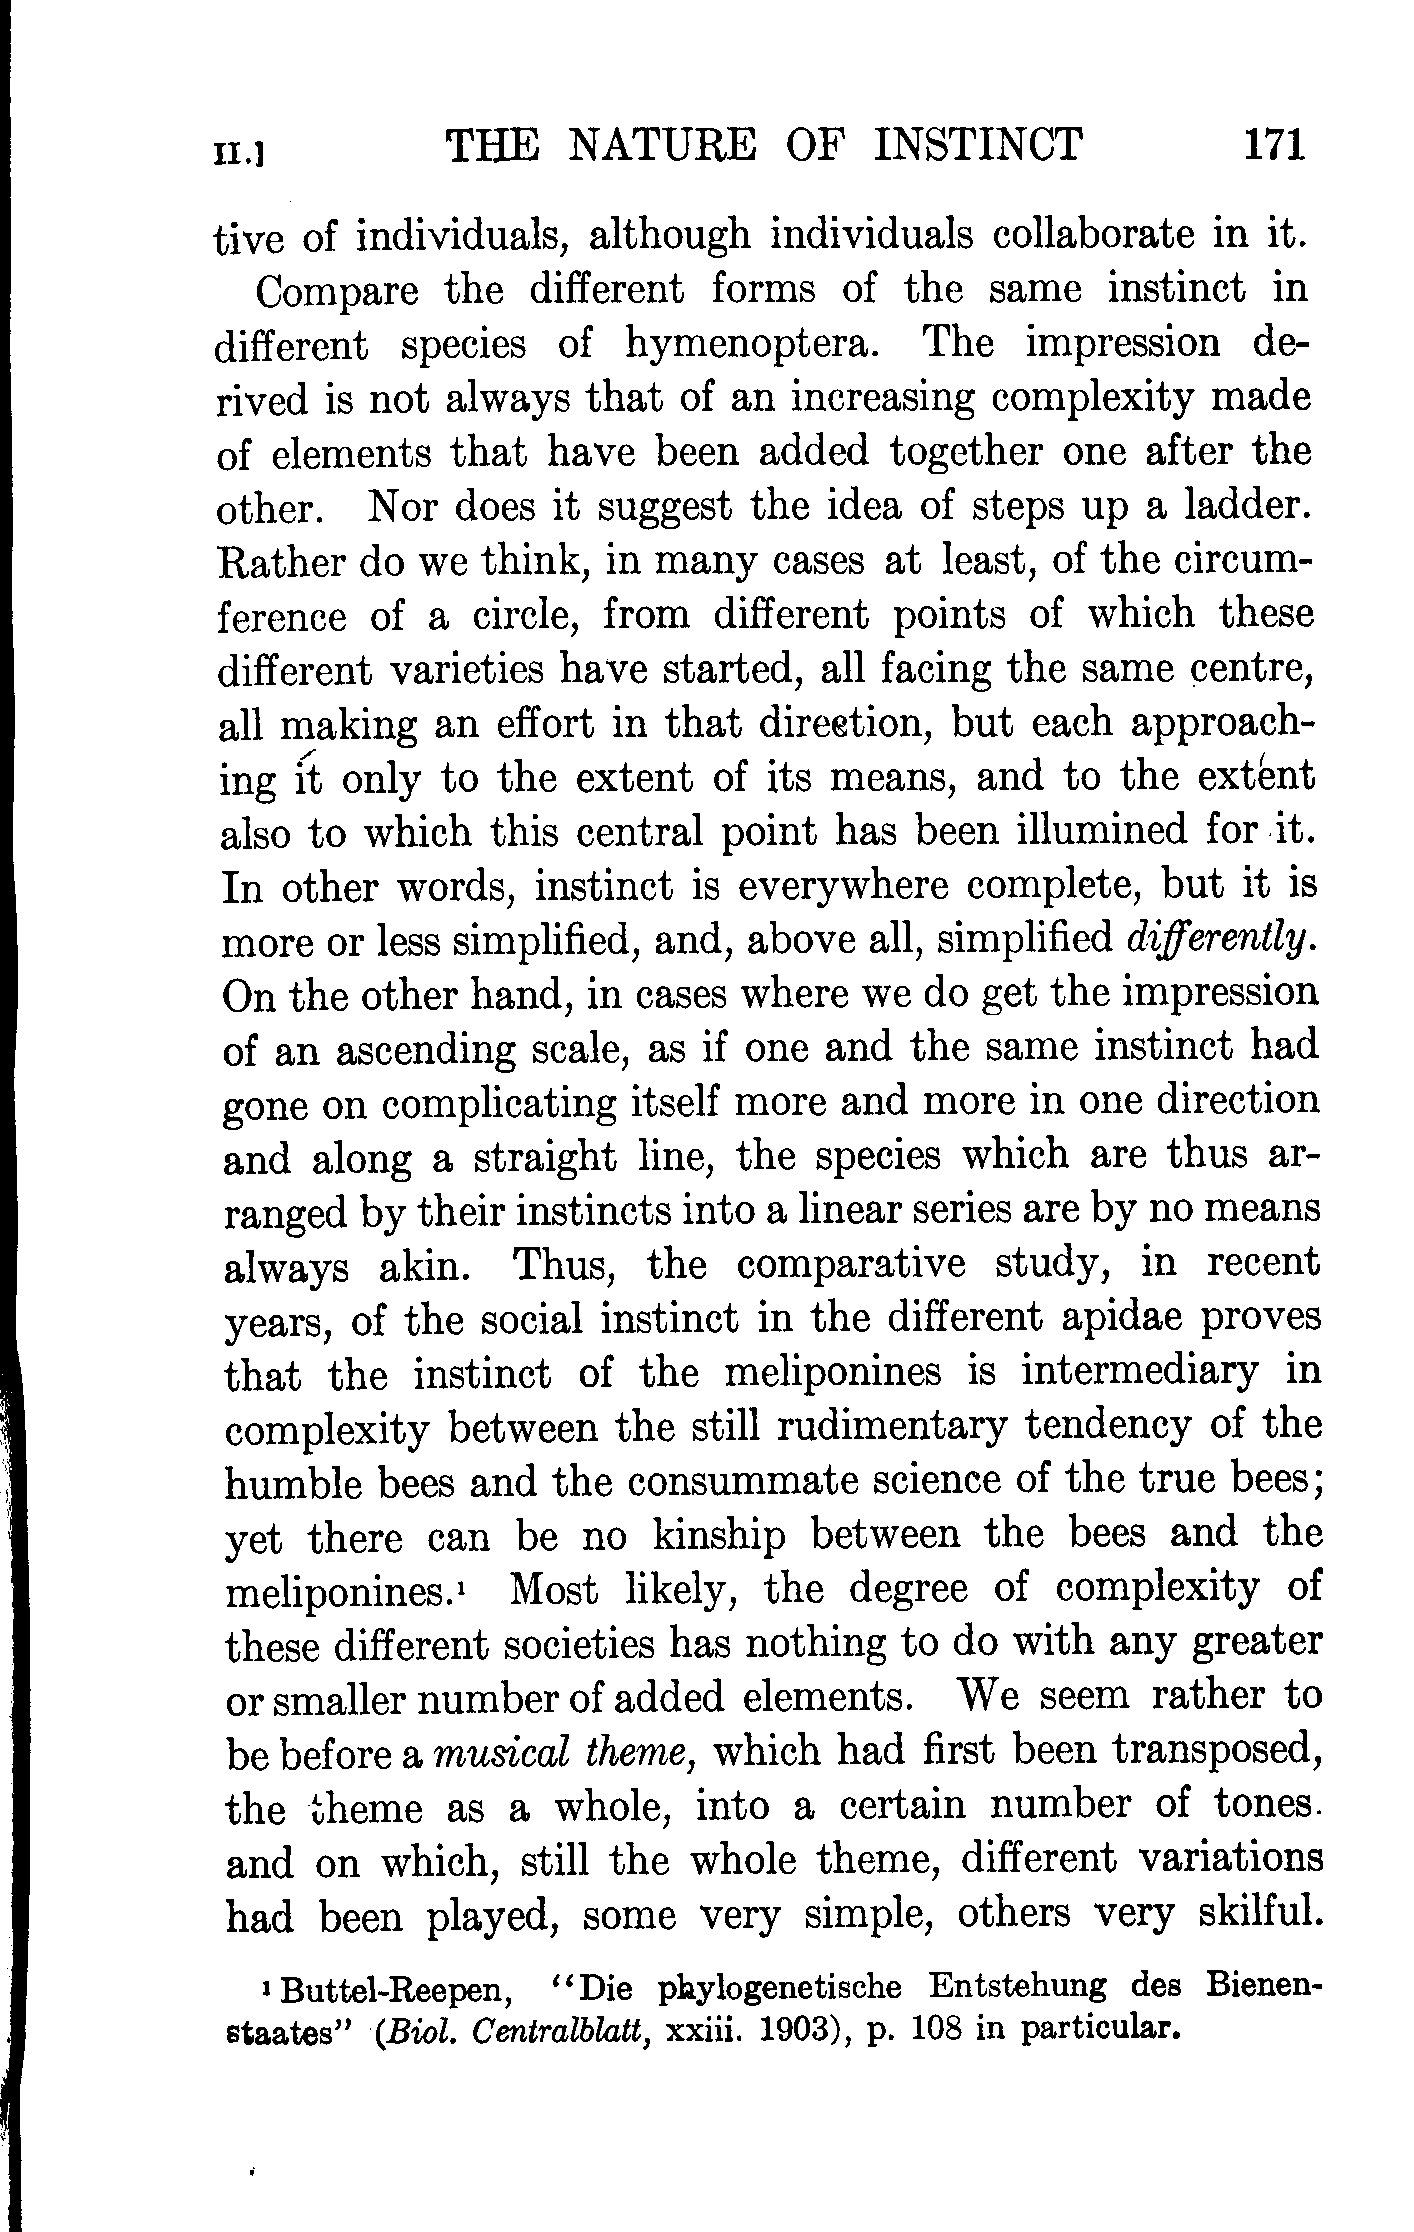 II.] THE NATURE OF INSTINCT 171
tive of individuals, although individuals collaborate in it.
Compare the different forms of the same instinct in
different species of hymenoptera. The impression de-
rived is not always that of an increasing complexity made
of elements that have been added together one after the
other. Nor does it suggest the idea of steps up a ladder.
Rather do we think, in many cases at least, of the circum-
ference of a circle, from different points of which these
different varieties have started, all facing the same centre,
all making an effort in that direction, but each approach-
ing it only to the extent of its means, and to the extent
also to which this central point has been illumined for it.
In other words, instinct is everywhere complete, but it is
more or less simplified, and, above all, simplified differently.
On the other hand, in cases where we do get the impression
of an ascending scale, as if one and the same instinct had
gone on complicating itself more and more in one direction
and along a straight line, the species which are thus ar-
ranged by their instincts into a linear series are by no means
always akin. Thus, the comparative study, in recent
years, of the social instinct in the different apidae proves
that the instinct of the meliponines is intermediary in
complexity between the still rudimentary tendency of the
humble bees and the consummate science of the true bees;
yet there can be no kinship between the bees and the
meliponines.¹ Most likely, the degree of complexity of
these different societies has nothing to do with any greater
or smaller number of added elements. We seem rather to
be before a musical theme, which had first been transposed,
the theme as a whole, into a certain number of tones.
and on which, still the whole theme, different variations
had been played, some very simple, others very skilful.
¹ Buttel-Reepen, "Die phylogenetische Entstehung des Bienen-
staates" (Biol. Centralblatt, xxiii. 1903), p. 108 in particular.